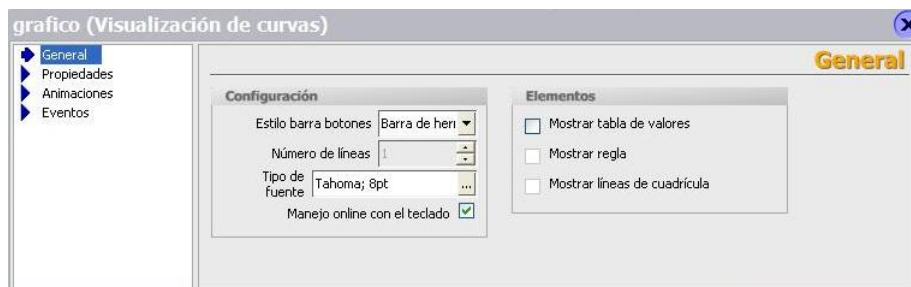 grafico (Visualización de curvas)
General
Propiedades
Animaciones
Eventos
General
Configuración
Estilo barra botones Barra de herr
Número de líneas 1
Tipo de fuente Tahoma; 8pt ...
Manejo online con el teclado
Elementos
Mostrar tabla de valores
Mostrar regla
Mostrar líneas de cuadrícula